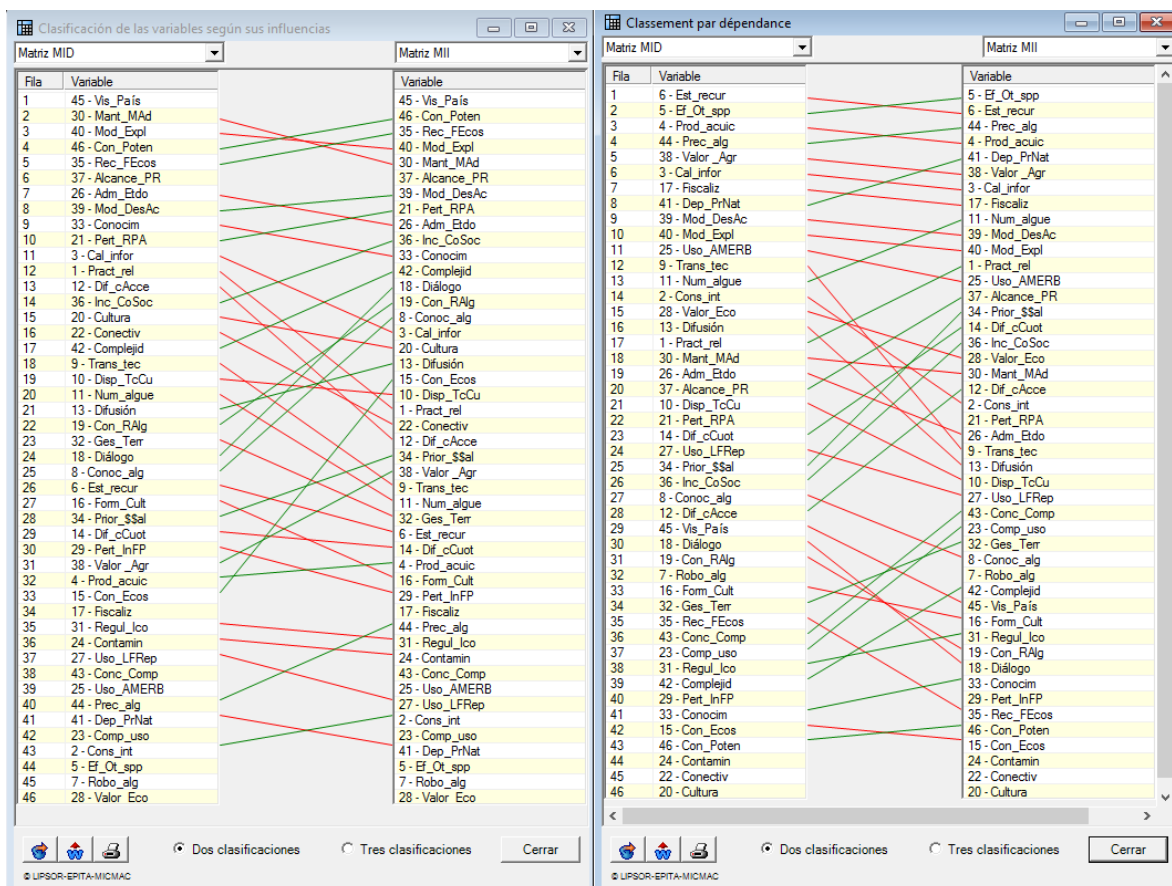 Clasificación de las variables según sus influencias
Matriz MID
Matriz MII
Fila Variable
Variable
1 45 - Vis_País 45 - Vis_País
2 30 - Mant_MAd 46 - Con_Poten
3 40 - Mod_Expl 35 - Rec_FEcos
4 46 - Con_Poten 40 - Mod_Expl
5 35 - Rec_FEcos 30 - Mant_MAd
6 37 - Alcance_PR 37 - Alcance_PR
7 26 - Adm_Etdo 39 - Mod_DesAc
8 39 - Mod_DesAc 21 - Pert_RPA
9 33 - Conocim 26 - Adm_Etdo
10 21 - Pert_RPA 36 - Inc_CoSoc
11 3 - Cal_infor 33 - Conocim
12 1 - Pract_rel 42 - Complejid
13 12 - Dif_cAcce 18 - Diálogo
14 36 - Inc_CoSoc 19 - Con_RAlg
15 20 - Cultura 8 - Conoc_alg
16 22 - Conectiv 3 - Cal_infor
17 42 - Complejid 20 - Cultura
18 9 - Trans_tec 13 - Difusión
19 10 - Disp_TcCu 15 - Con_Ecos
20 11 - Num_algue 10 - Disp_TcCu
21 13 - Difusión 1 - Pract_rel
22 19 - Con_RAlg 22 - Conectiv
23 32 - Ges_Terr 12 - Dif_cAcce
24 18 - Diálogo 34 - Prior_$$al
25 8 - Conoc_alg 38 - Valor _Agr
26 6 - Est_recur 9 - Trans_tec
27 16 - Form_Cult 11 - Num_algue
28 34 - Prior_$$al 32 - Ges_Terr
29 14 - Dif_cCuot 6 - Est_recur
30 29 - Pert_InFP 14 - Dif_cCuot
31 38 - Valor _Agr 4 - Prod_acuic
32 4 - Prod_acuic 16 - Form_Cult
33 15 - Con_Ecos 29 - Pert_InFP
34 17 - Fiscaliz 17 - Fiscaliz
35 31 - Regul_Ico 44 - Prec_alg
36 24 - Contamin 31 - Regul_Ico
37 27 - Uso_LFRep 24 - Contamin
38 43 - Conc_Comp 43 - Conc_Comp
39 25 - Uso_AMERB 25 - Uso_AMERB
40 44 - Prec_alg 27 - Uso_LFRep
41 41 - Dep_PrNat 2 - Cons_int
42 23 - Comp_uso 23 - Comp_uso
43 2 - Cons_int 41 - Dep_PrNat
44 5 - Ef_Ot_spp 5 - Ef_Ot_spp
45 7 - Robo_alg 7 - Robo_alg
46 28 - Valor_Eco 28 - Valor_Eco
Dos clasificaciones
Tres clasificaciones
Cerrar
© LIPSOR-EPITA-MICMAC
Classement par dépendance
Matriz MID
Matriz MII
Fila Variable
Variable
1 6 - Est_recur 5 - Ef_Ot_spp
2 5 - Ef_Ot_spp 6 - Est_recur
3 4 - Prod_acuic 44 - Prec_alg
4 44 - Prec_alg 4 - Prod_acuic
5 38 - Valor _Agr 41 - Dep_PrNat
6 3 - Cal_infor 38 - Valor _Agr
7 17 - Fiscaliz 3 - Cal_infor
8 41 - Dep_PrNat 17 - Fiscaliz
9 39 - Mod_DesAc 11 - Num_algue
10 40 - Mod_Expl 39 - Mod_DesAc
11 25 - Uso_AMERB 40 - Mod_Expl
12 9 - Trans_tec 1 - Pract_rel
13 11 - Num_algue 25 - Uso_AMERB
14 2 - Cons_int 37 - Alcance_PR
15 28 - Valor_Eco 34 - Prior_$$al
16 13 - Difusión 14 - Dif_cCuot
17 1 - Pract_rel 36 - Inc_CoSoc
18 30 - Mant_MAd 28 - Valor_Eco
19 26 - Adm_Etdo 30 - Mant_MAd
20 37 - Alcance_PR 12 - Dif_cAcce
21 10 - Disp_TcCu 2 - Cons_int
22 21 - Pert_RPA 21 - Pert_RPA
23 14 - Dif_cCuot 26 - Adm_Etdo
24 27 - Uso_LFRep 9 - Trans_tec
25 34 - Prior_$$al 13 - Difusión
26 36 - Inc_CoSoc 10 - Disp_TcCu
27 8 - Conoc_alg 27 - Uso_LFRep
28 12 - Dif_cAcce 43 - Conc_Comp
29 45 - Vis_País 23 - Comp_uso
30 18 - Diálogo 32 - Ges_Terr
31 19 - Con_RAlg 8 - Conoc_alg
32 7 - Robo_alg 7 - Robo_alg
33 16 - Form_Cult 42 - Complejid
34 32 - Ges_Terr 45 - Vis_País
35 35 - Rec_FEcos 16 - Form_Cult
36 43 - Conc_Comp 31 - Regul_Ico
37 23 - Comp_uso 19 - Con_RAlg
38 31 - Regul_Ico 18 - Diálogo
39 42 - Complejid 33 - Conocim
40 29 - Pert_InFP 29 - Pert_InFP
41 33 - Conocim 35 - Rec_FEcos
42 15 - Con_Ecos 46 - Con_Poten
43 46 - Con_Poten 15 - Con_Ecos
44 24 - Contamin 24 - Contamin
45 22 - Conectiv 22 - Conectiv
46 20 - Cultura 20 - Cultura
Dos clasificaciones
Tres clasificaciones
Cerrar
© LIPSOR-EPITA-MICMAC